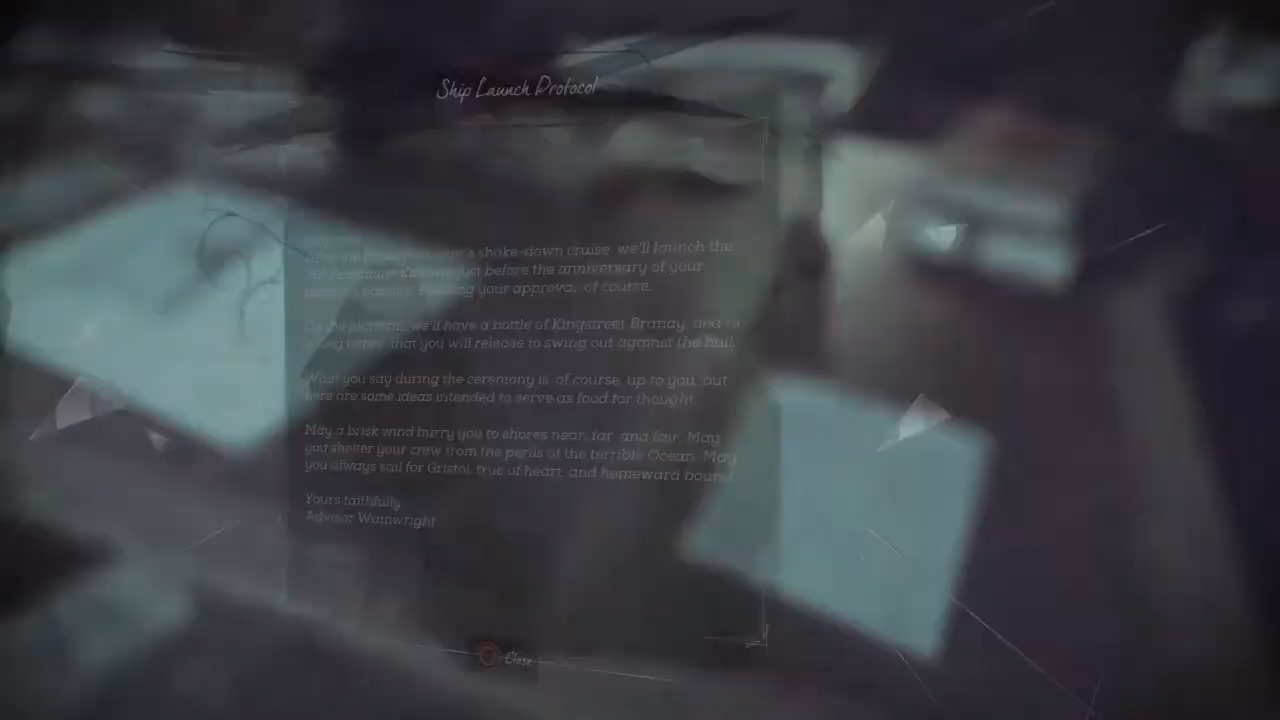 Ship Launch Protocol
shake-down cruise we'll launch the
just before the anniversary of your
your approval of course.
we'll have a bottle of Kingstreet Brandy, tied to
that you will release to swing out against the hull.
What you say during the ceremony is, of course, up to you, but
here are some ideas intended to serve as food for thought
May a brisk wind hurry you to shores near, far and fair. May
you shelter your crew from the perils of the terrible Ocean. May
you always sail for Gristol, true of heart, and homeward bound.
Yours faithfully,
Advisor Wainwright
Close